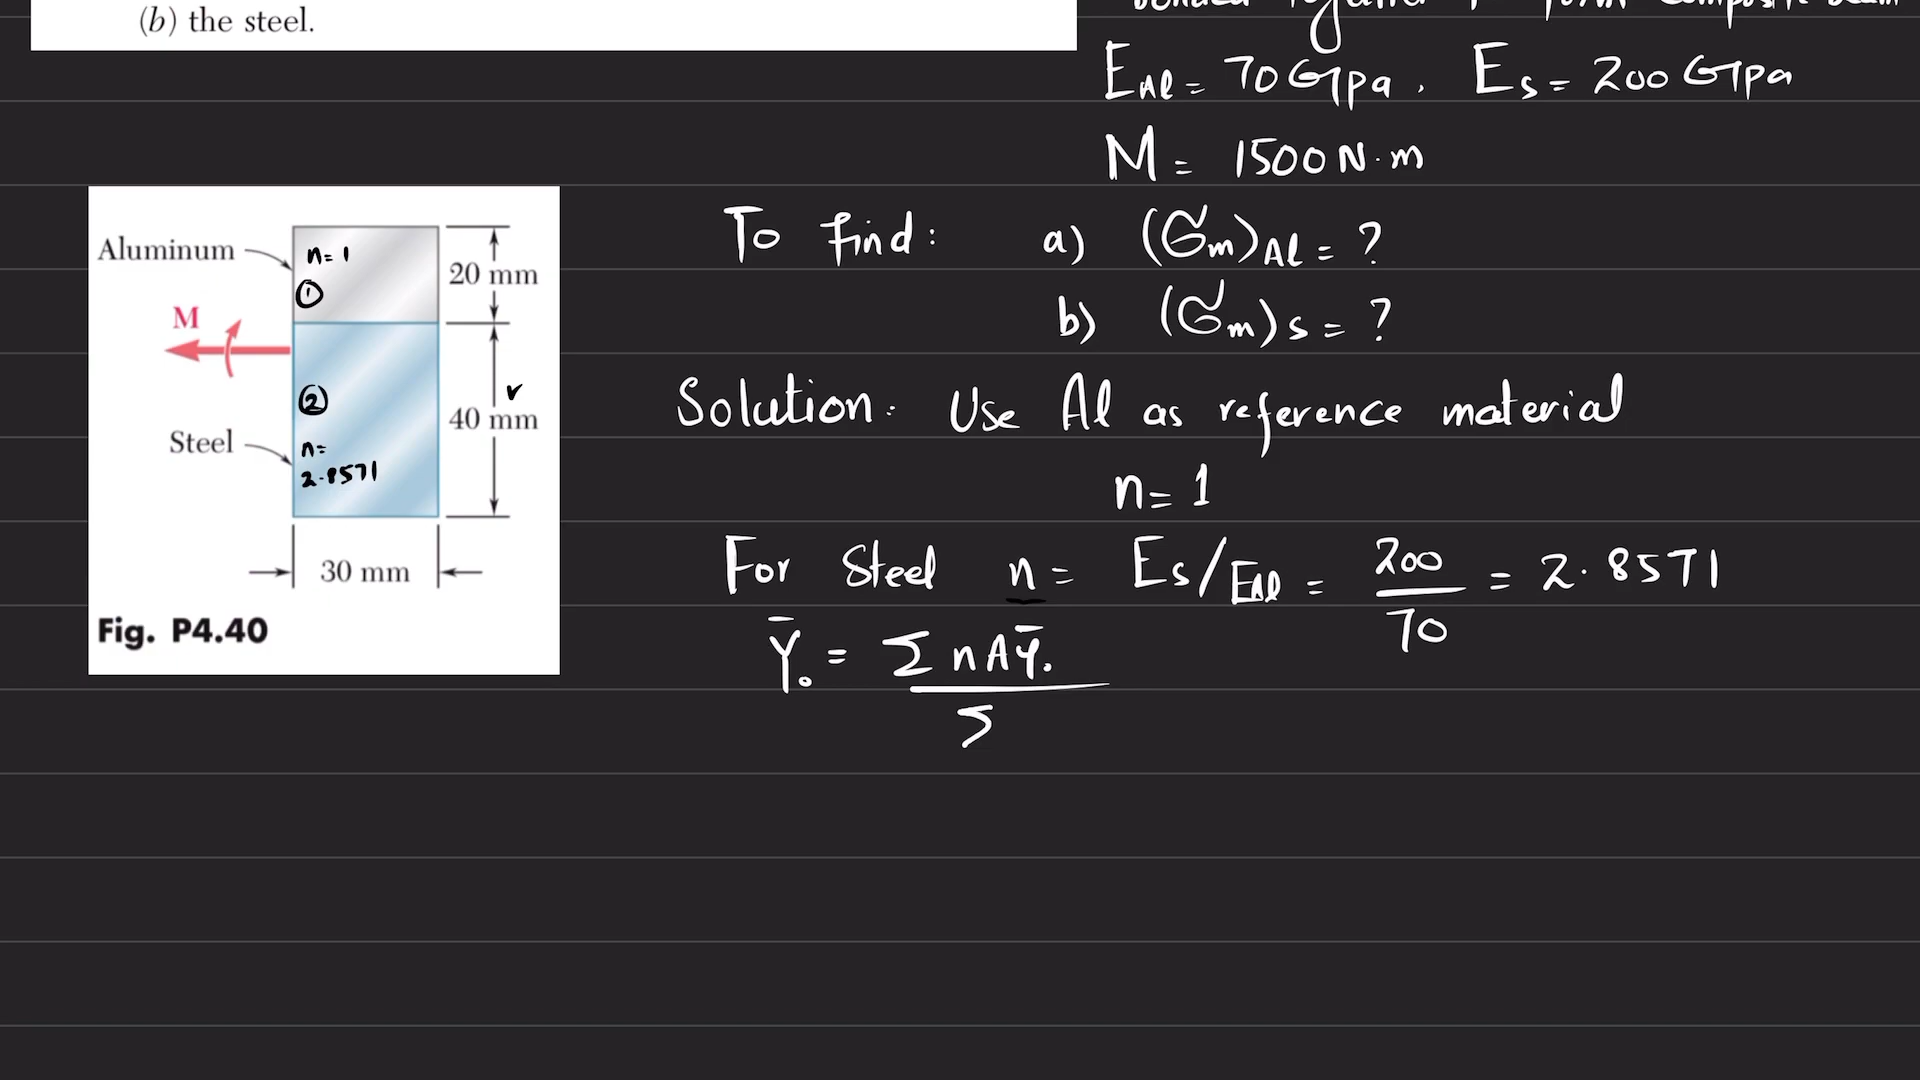 (b) the steel.
E_Al = 70 Gpa , E_s = 200 Gpa
M = 1500 N·m
Aluminum
n = 1
①
20 mm
M
②
40 mm
Steel
n =
2.8571
30 mm
Fig. P4.40
To find: a) (σm)Al = ?
b) (σm)s = ?
Solution: Use Al as reference material
n = 1
For Steel n = Es/EAl = 200/70 = 2.8571
Ȳ₀ = Σ n A ȳ₀